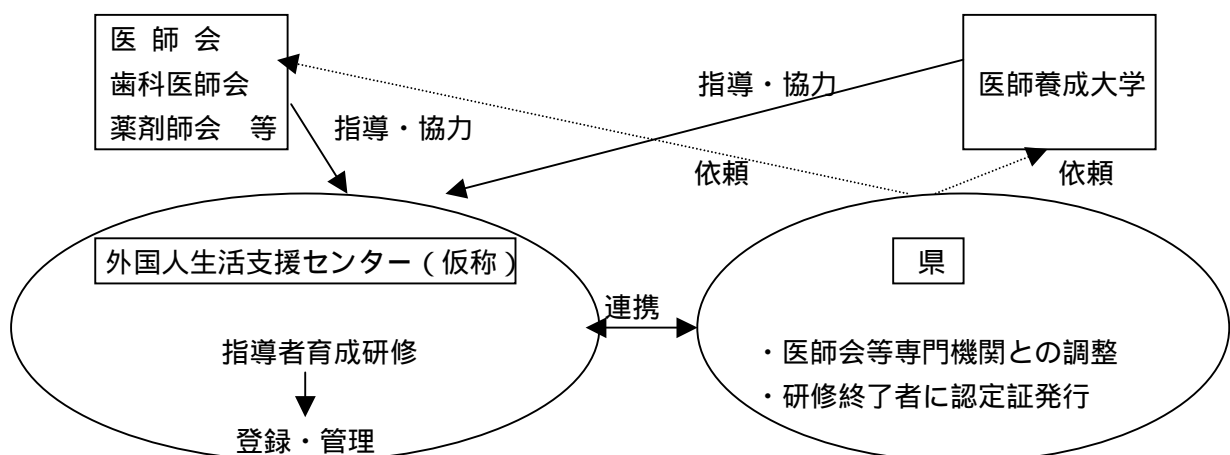 医 師 会
歯科医師会
薬剤師会　等
指導・協力
指導・協力
医師養成大学
依頼
依頼
外国人生活支援センター（仮称）
県
連携
指導者育成研修
登録・管理
・医師会等専門機関との調整
・研修終了者に認定証発行